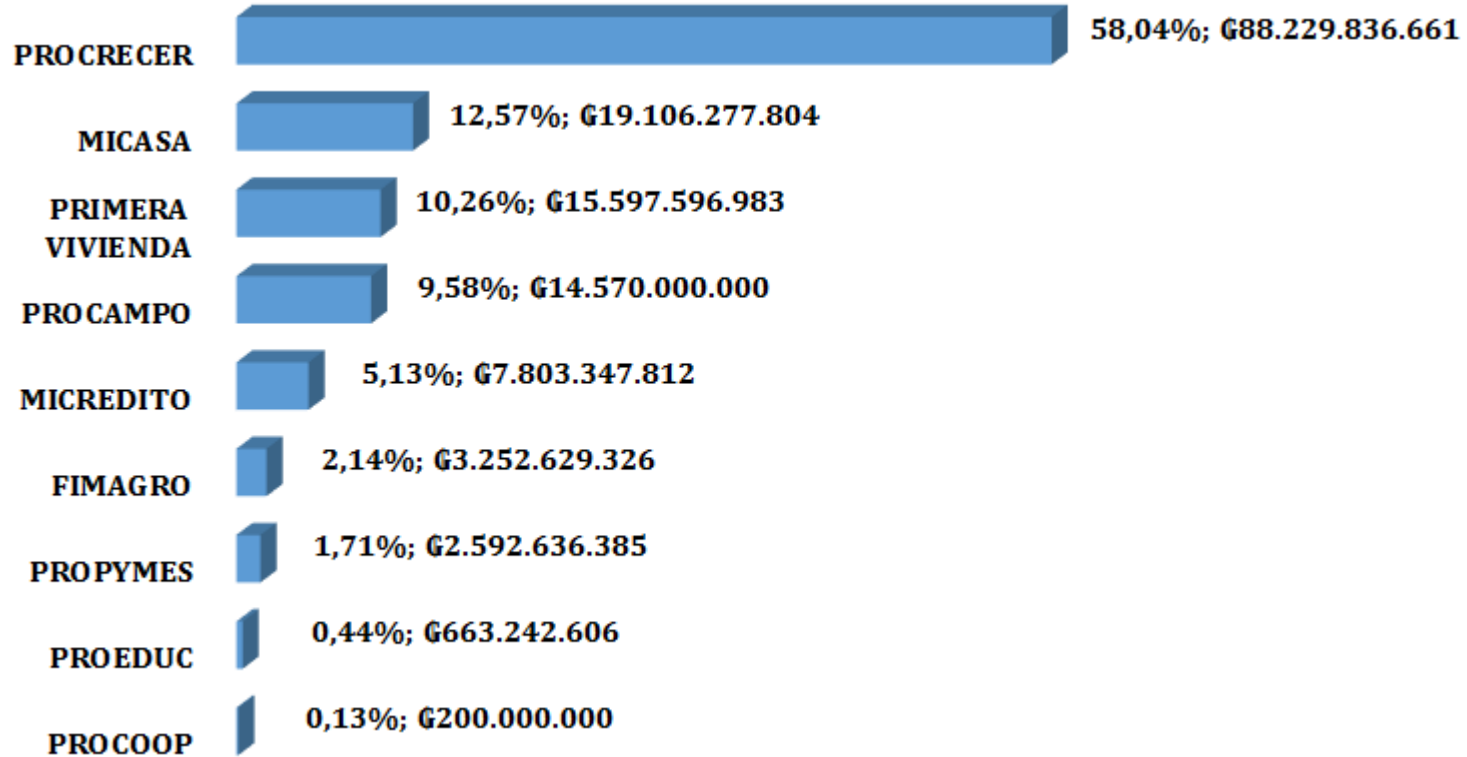 58,04%; ₲88.229.836.661
PROCRECER
12,57%; ₲19.106.277.804
MICASA
10,26%; ₲15.597.596.983
PRIMERA
VIVIENDA
9,58%; ₲14.570.000.000
PROCAMPO
5,13%; ₲7.803.347.812
MICREDITO
2,14%; ₲3.252.629.326
FIMAGRO
1,71%; ₲2.592.636.385
PROPYMES
0,44%; ₲663.242.606
PROEDUC
0,13%; ₲200.000.000
PROCOOP